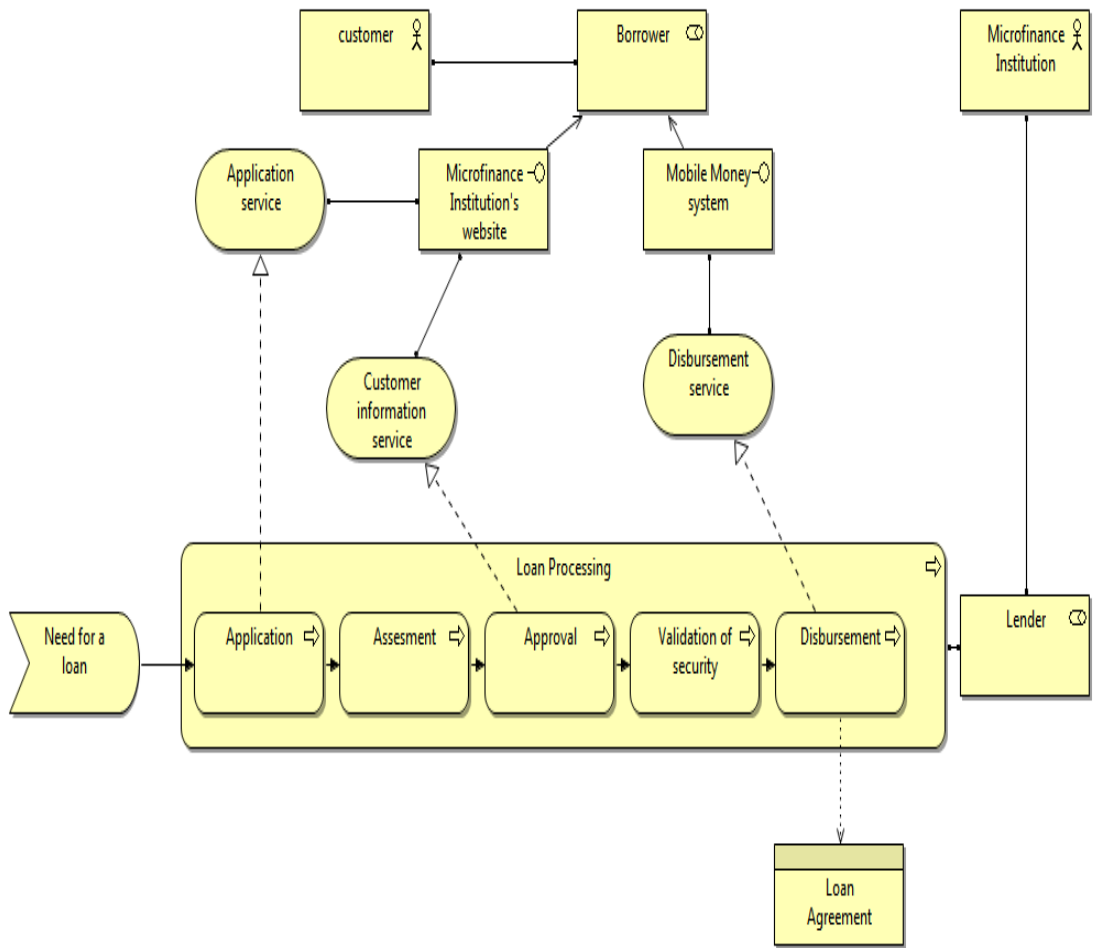 customer
Borrower
Microfinance
Institution
Application
service
Microfinance
Institution's
website
Mobile Money
system
Customer
information
service
Disbursement
service
Loan Processing
Need for a
loan
Application
Assesment
Approval
Validation of
security
Disbursement
Lender
Loan
Agreement